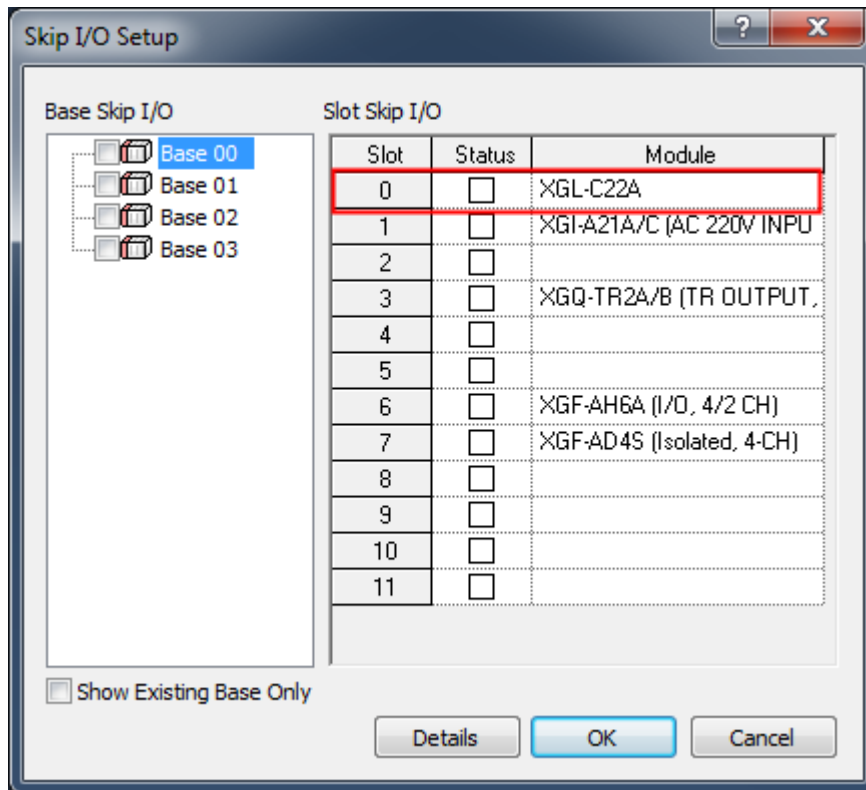 Skip I/O Setup
?
X
Base Skip I/O
Slot Skip I/O
Base 00
Base 01
Base 02
Base 03
Slot Status Module
0 XGL-C22A
1 XGI-A21A/C (AC 220V INPU
2
3 XGQ-TR2A/B (TR OUTPUT,
4
5
6 XGF-AH6A (I/O, 4/2 CH)
7 XGF-AD4S (Isolated, 4-CH)
8
9
10
11
Show Existing Base Only
Details OK Cancel